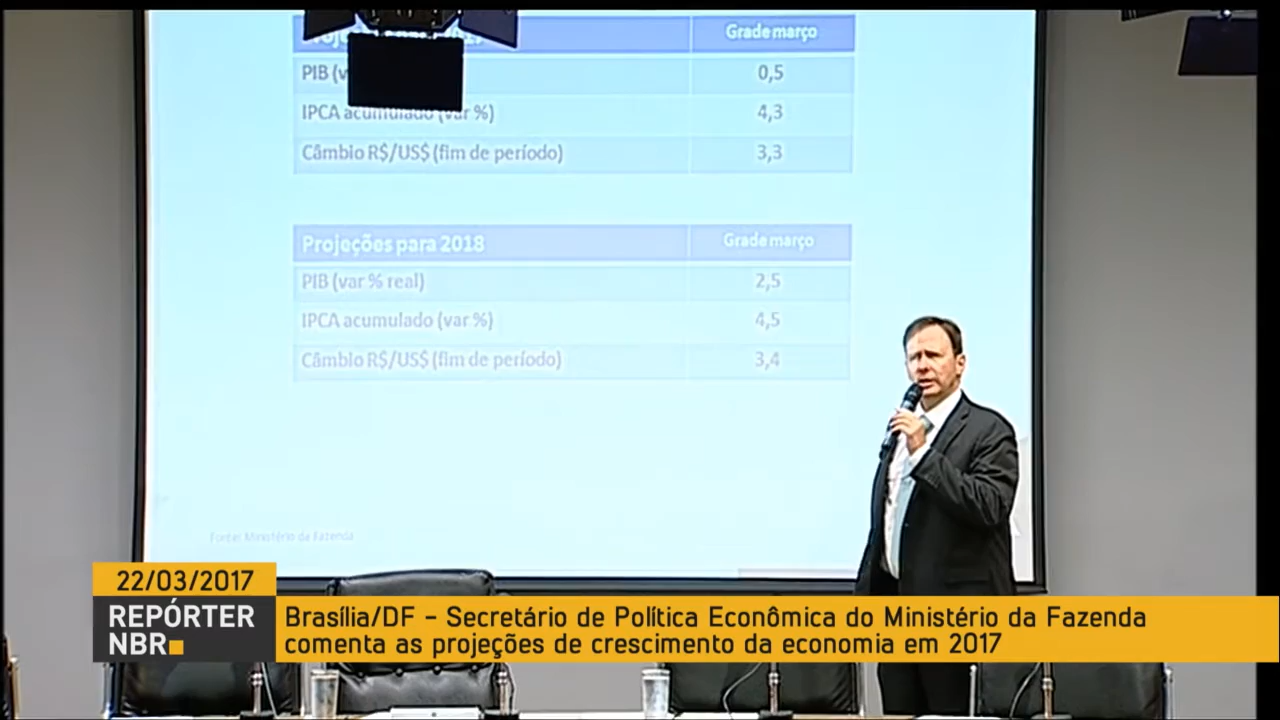 Grade março
PIB
0,5
IPCA acumulado (var %)
4,3
Câmbio R$/US$ (fim de período)
3,3
Projeções para 2018
Grade março
PIB (var % real)
2,5
IPCA acumulado (var %)
4,5
Câmbio R$/US$ (fim de período)
3,4
Fonte: Ministério da Fazenda
22/03/2017
REPÓRTER
NBR
Brasília/DF – Secretário de Política Econômica do Ministério da Fazenda
comenta as projeções de crescimento da economia em 2017